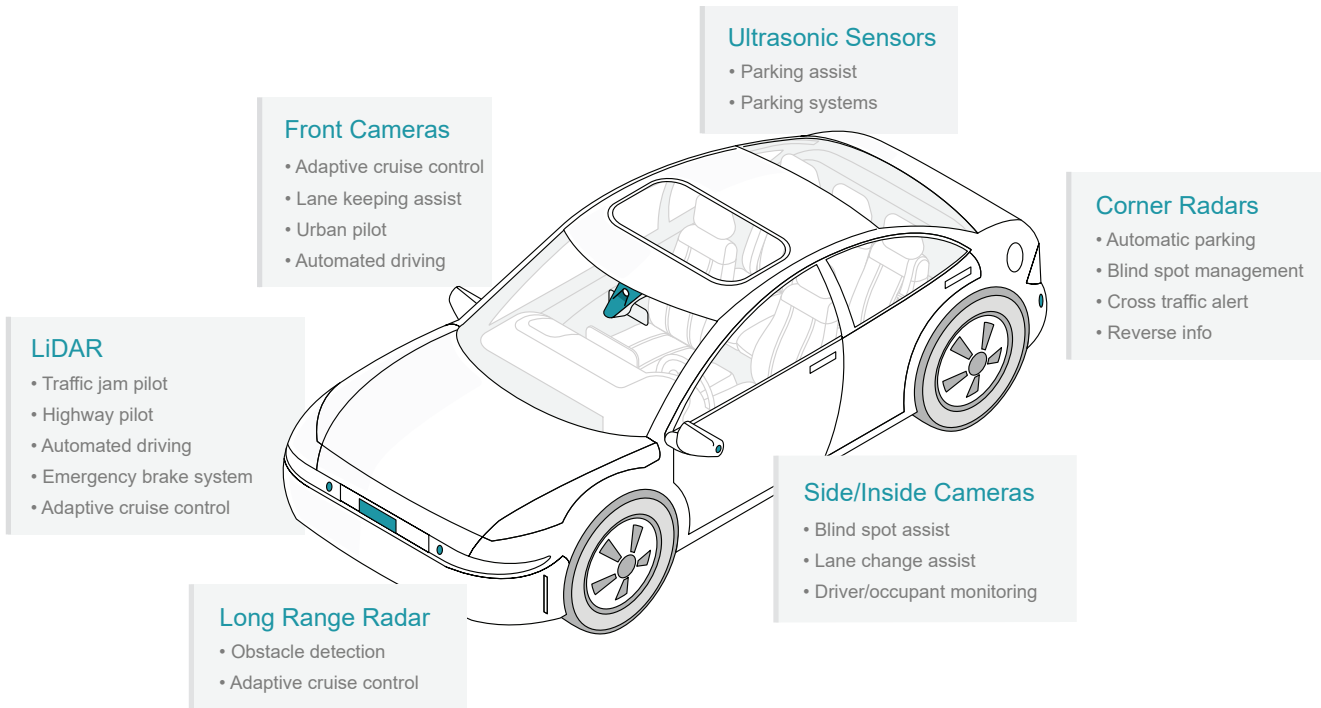 Ultrasonic Sensors
• Parking assist
• Parking systems
Front Cameras
• Adaptive cruise control
• Lane keeping assist
• Urban pilot
• Automated driving
Corner Radars
• Automatic parking
• Blind spot management
• Cross traffic alert
• Reverse info
LiDAR
• Traffic jam pilot
• Highway pilot
• Automated driving
• Emergency brake system
• Adaptive cruise control
Side/Inside Cameras
• Blind spot assist
• Lane change assist
• Driver/occupant monitoring
Long Range Radar
• Obstacle detection
• Adaptive cruise control